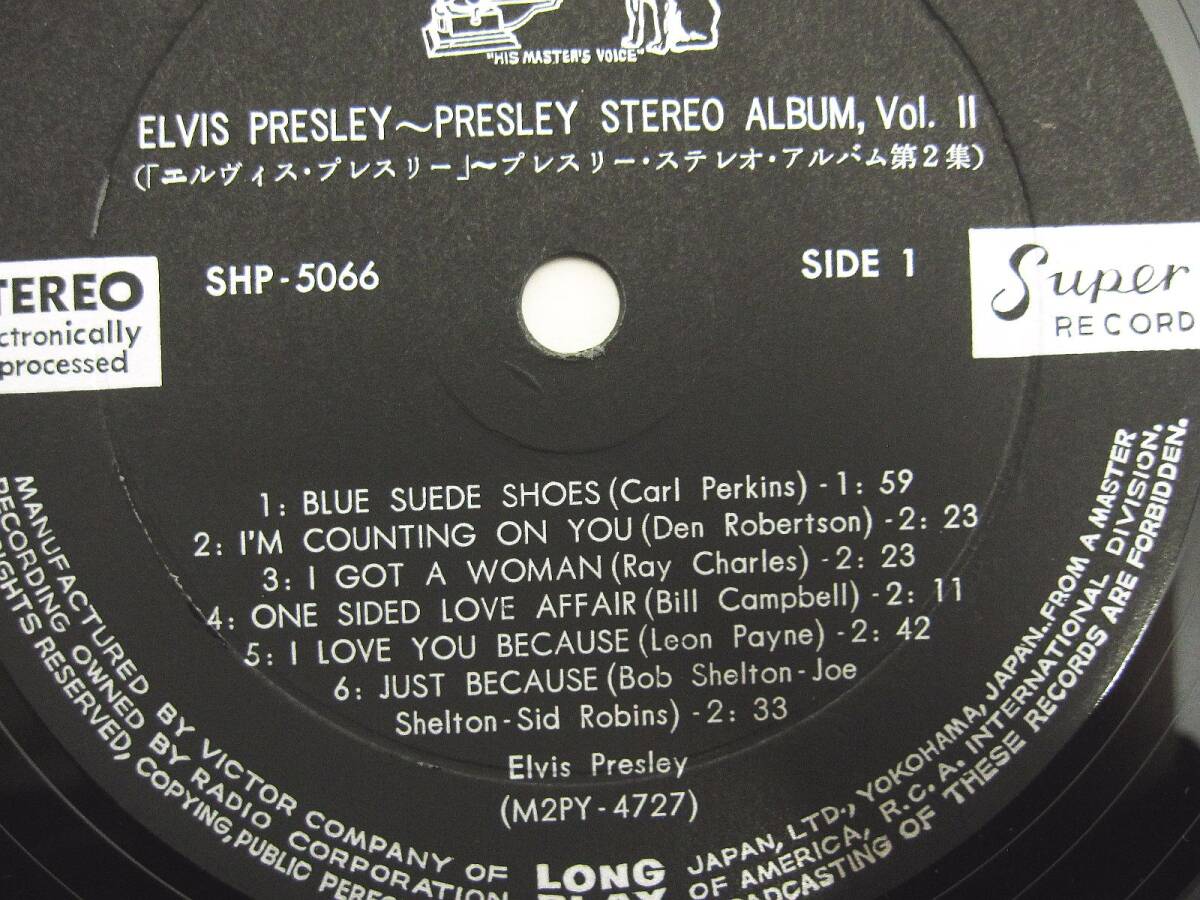 "HIS MASTER'S VOICE"
ELVIS PRESLEY～PRESLEY STEREO ALBUM, Vol. II
(「エルヴィス・プレスリー」～プレスリー・ステレオ・アルバム第2集)
SHP-5066
SIDE 1
TEREO
ctronically
processed
Super
RECORD
1: BLUE SUEDE SHOES (Carl Perkins) - 1: 59
2: I'M COUNTING ON YOU (Den Robertson) - 2: 23
3: I GOT A WOMAN (Ray Charles) - 2: 23
4: ONE SIDED LOVE AFFAIR (Bill Campbell) - 2: 11
5: I LOVE YOU BECAUSE (Leon Payne) - 2: 42
6: JUST BECAUSE (Bob Shelton-Joe
Shelton-Sid Robins) - 2: 33
Elvis Presley
(M2PY-4727)
MANUFACTURED BY VICTOR COMPANY OF JAPAN, LTD., YOKOHAMA, JAPAN. FROM A MASTER
RECORDING OWNED BY RADIO CORPORATION OF AMERICA, R.C.A. INTERNATIONAL DIVISION.
RIGHTS RESERVED, COPYING, PUBLIC PERF ADCASTING OF THESE RECORDS ARE FORBIDDEN.
LONG
PLAY